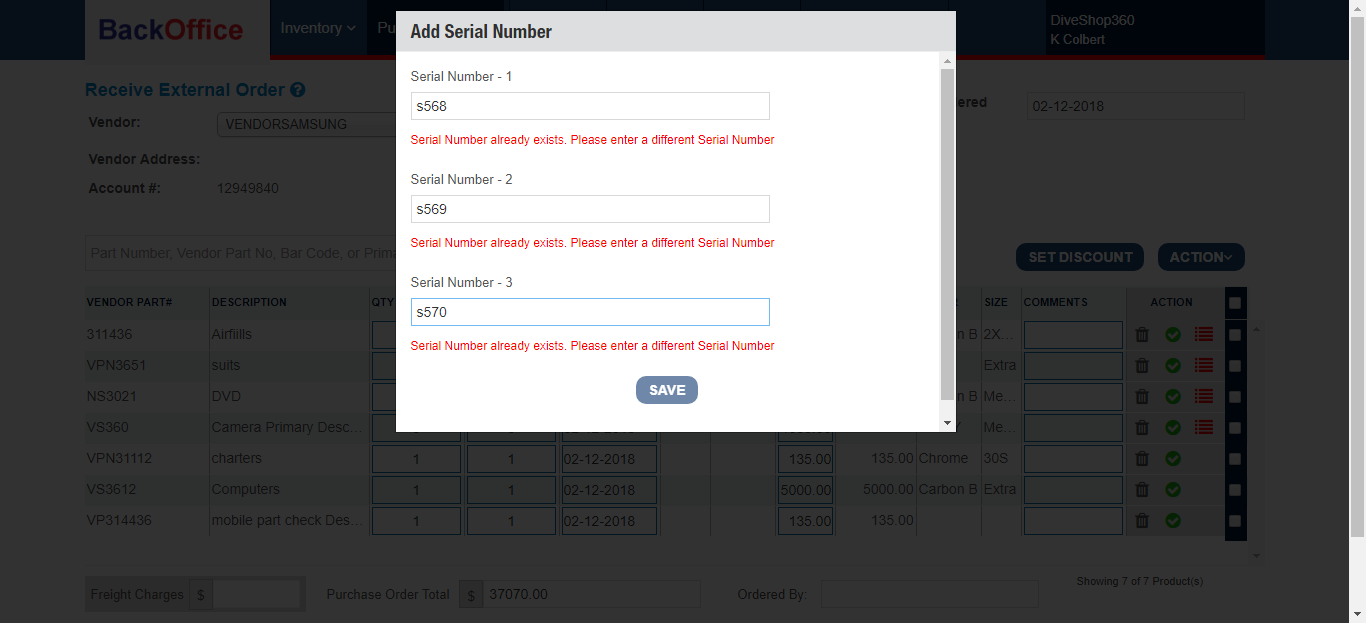 BackOffice
Inventory
Pu
DiveShop360
K Colbert
Add Serial Number
Serial Number - 1
s568
Serial Number already exists. Please enter a different Serial Number
Serial Number - 2
s569
Serial Number already exists. Please enter a different Serial Number
Serial Number - 3
s570
Serial Number already exists. Please enter a different Serial Number
SAVE
Receive External Order ?
ered
02-12-2018
Vendor:
VENDORSAMSUNG
Vendor Address:
Account #:
12949840
Part Number, Vendor Part No, Bar Code, or Prima
SET DISCOUNT
ACTION
VENDOR PART# DESCRIPTION QTY SIZE COMMENTS ACTION
311436 Airfiills n B 2X...
VPN3651 suits Extra
NS3021 DVD n B Me...
VS360 Camera Primary Desc... Me...
VPN31112 charters 1 1 02-12-2018 135.00 135.00 Chrome 30S
VS3612 Computers 1 1 02-12-2018 5000.00 5000.00 Carbon B Extra
VP314436 mobile part check Des... 1 1 02-12-2018 135.00 135.00
Showing 7 of 7 Product(s)
Freight Charges $
Purchase Order Total $ 37070.00
Ordered By: